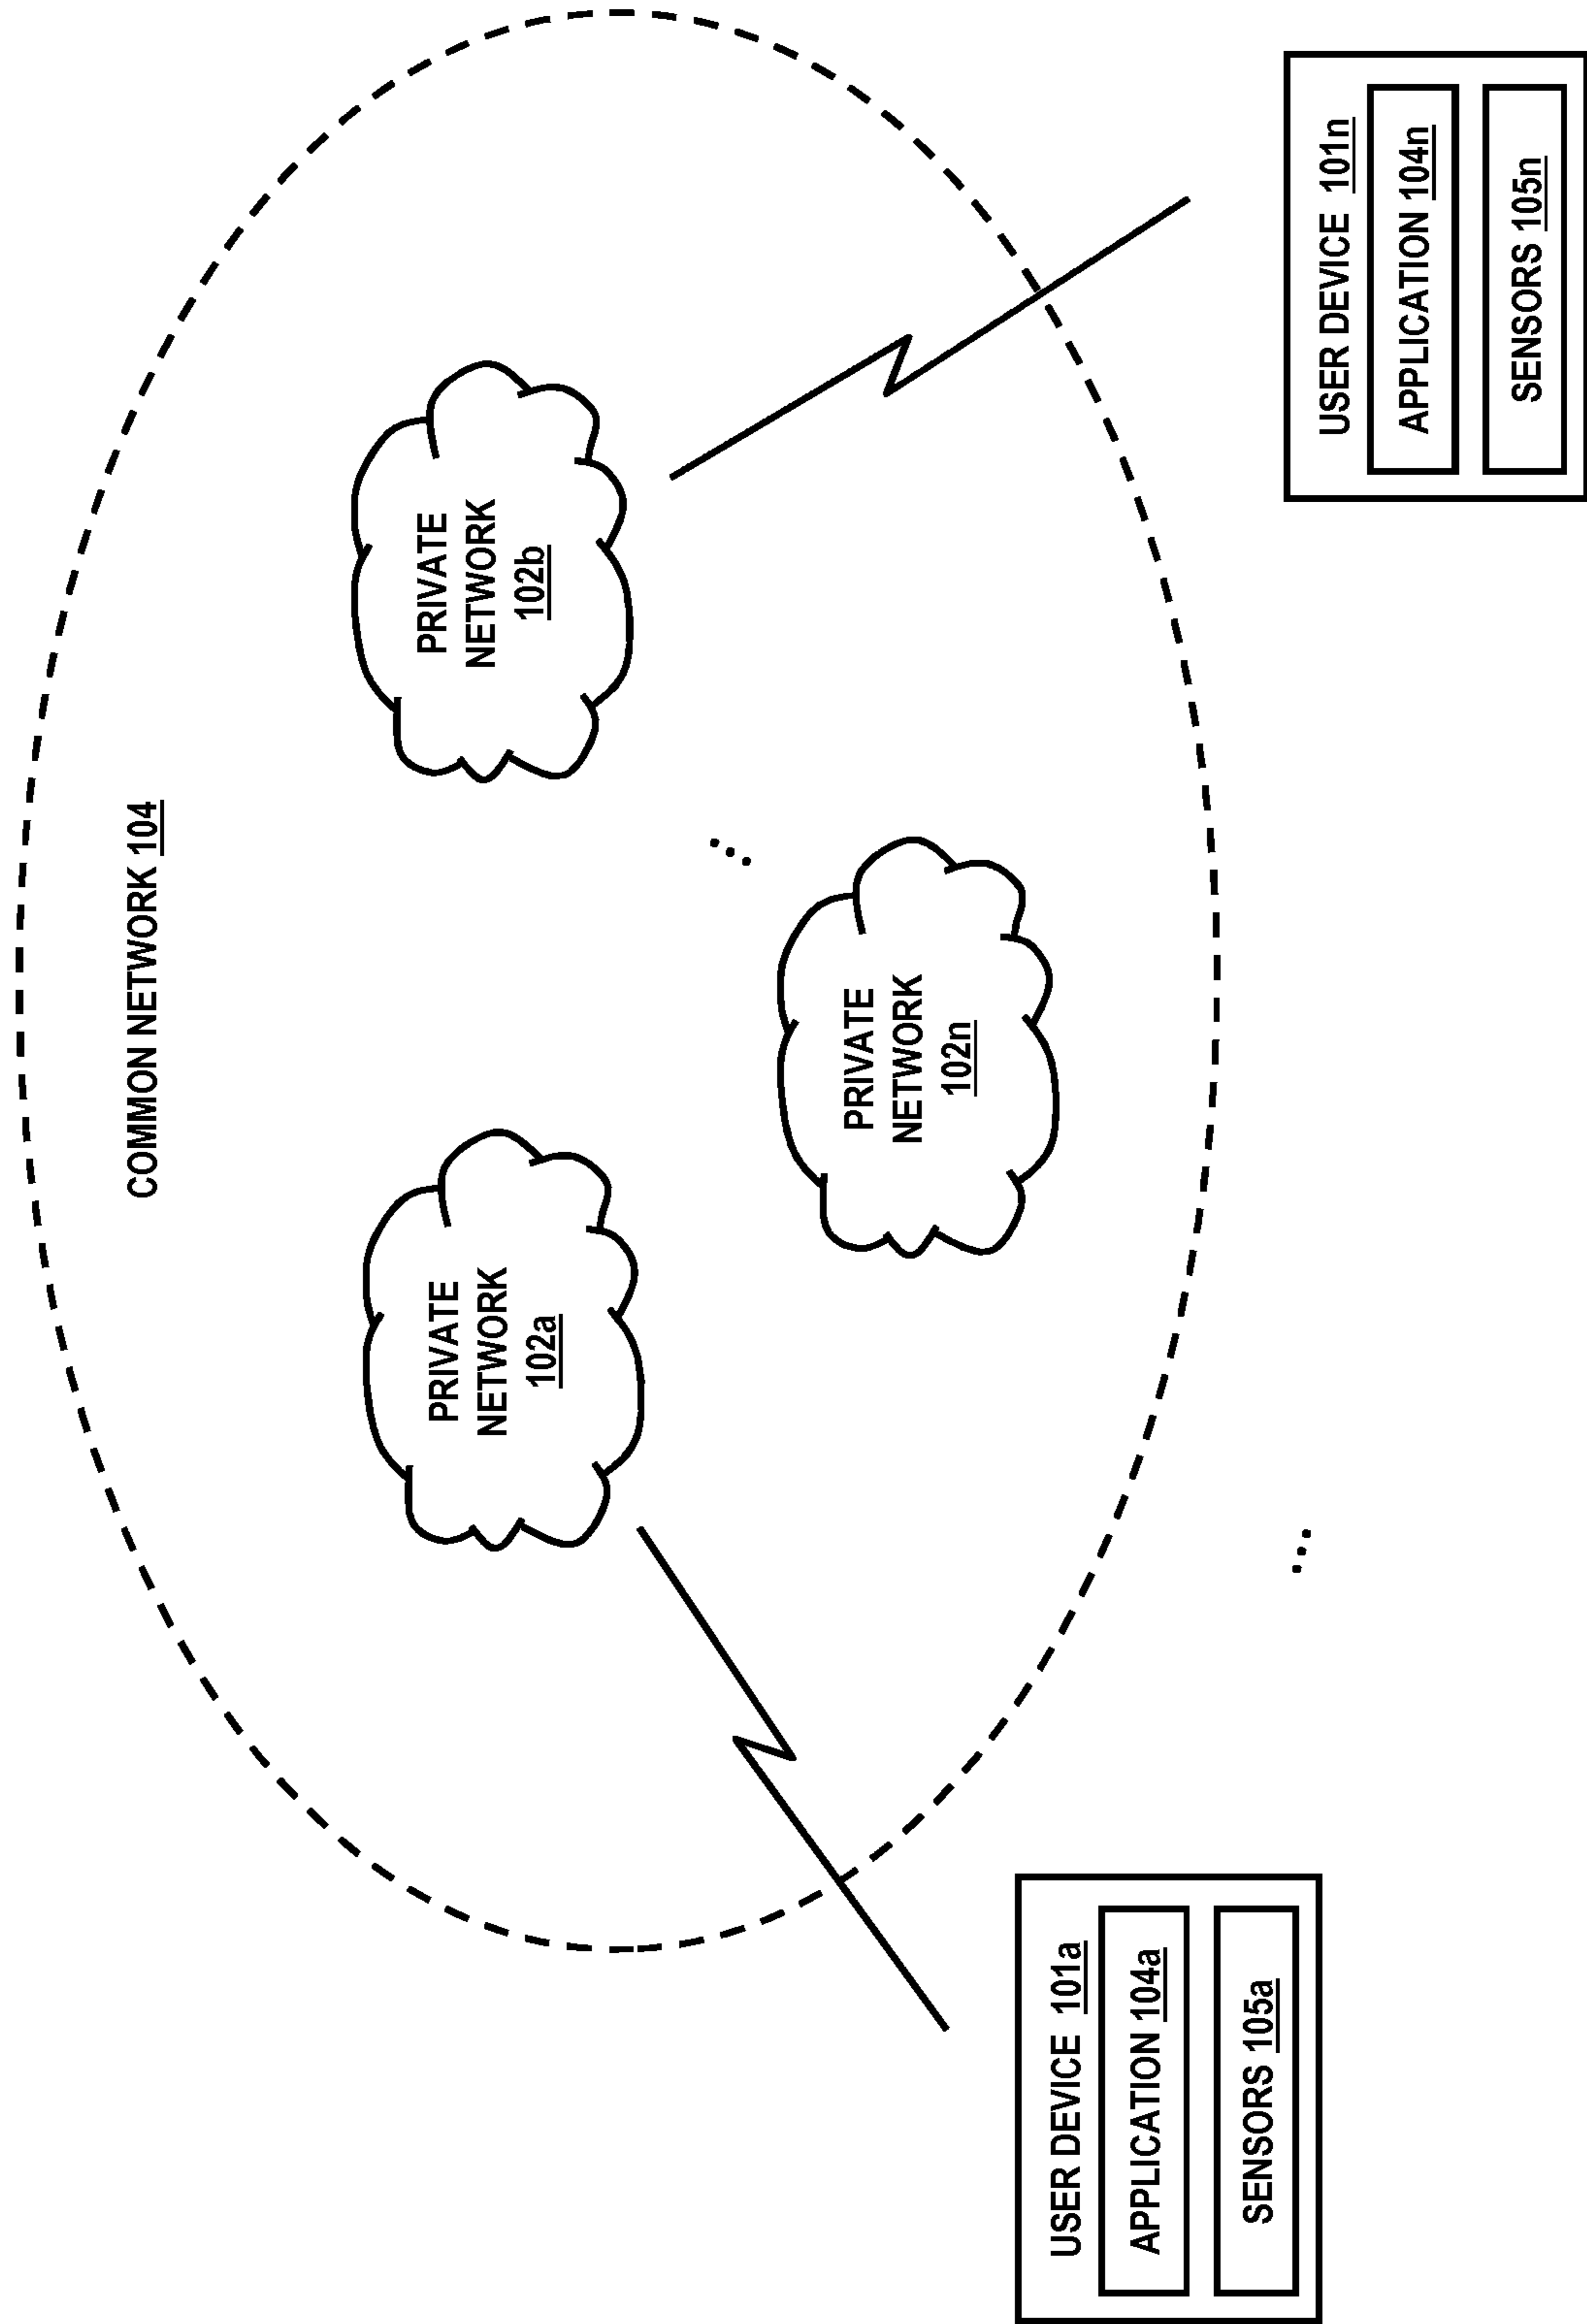 COMMON NETWORK 104
PRIVATE
NETWORK
102a
PRIVATE
NETWORK
102b
PRIVATE
NETWORK
102n
USER DEVICE 101a
APPLICATION 104a
SENSORS 105a
USER DEVICE 101n
APPLICATION 104n
SENSORS 105n